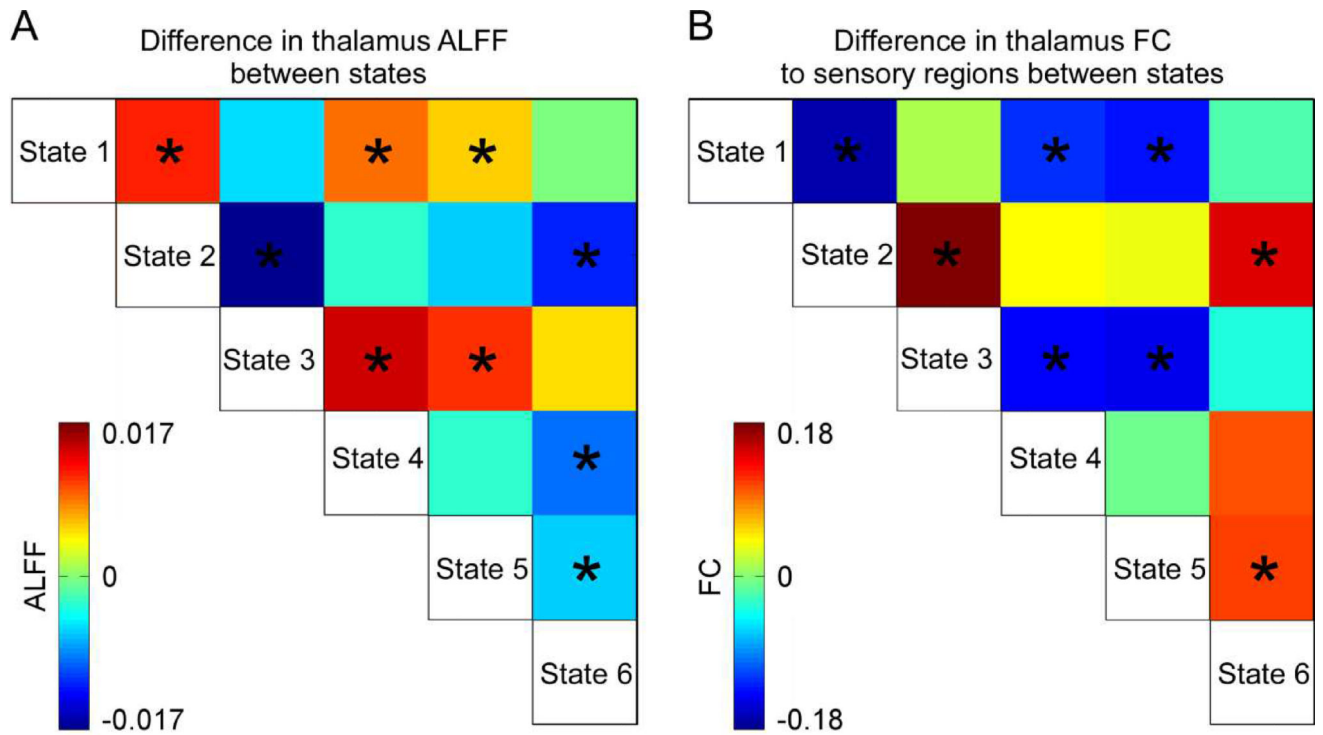 A
Difference in thalamus ALFF
between states
State 1
*
*
*
State 2
*
*
State 3
*
*
State 4
*
State 5
*
State 6
0.017
0
-0.017
ALFF
B
Difference in thalamus FC
to sensory regions between states
State 1
*
*
*
State 2
*
*
State 3
*
*
State 4
State 5
*
State 6
0.18
0
-0.18
FC